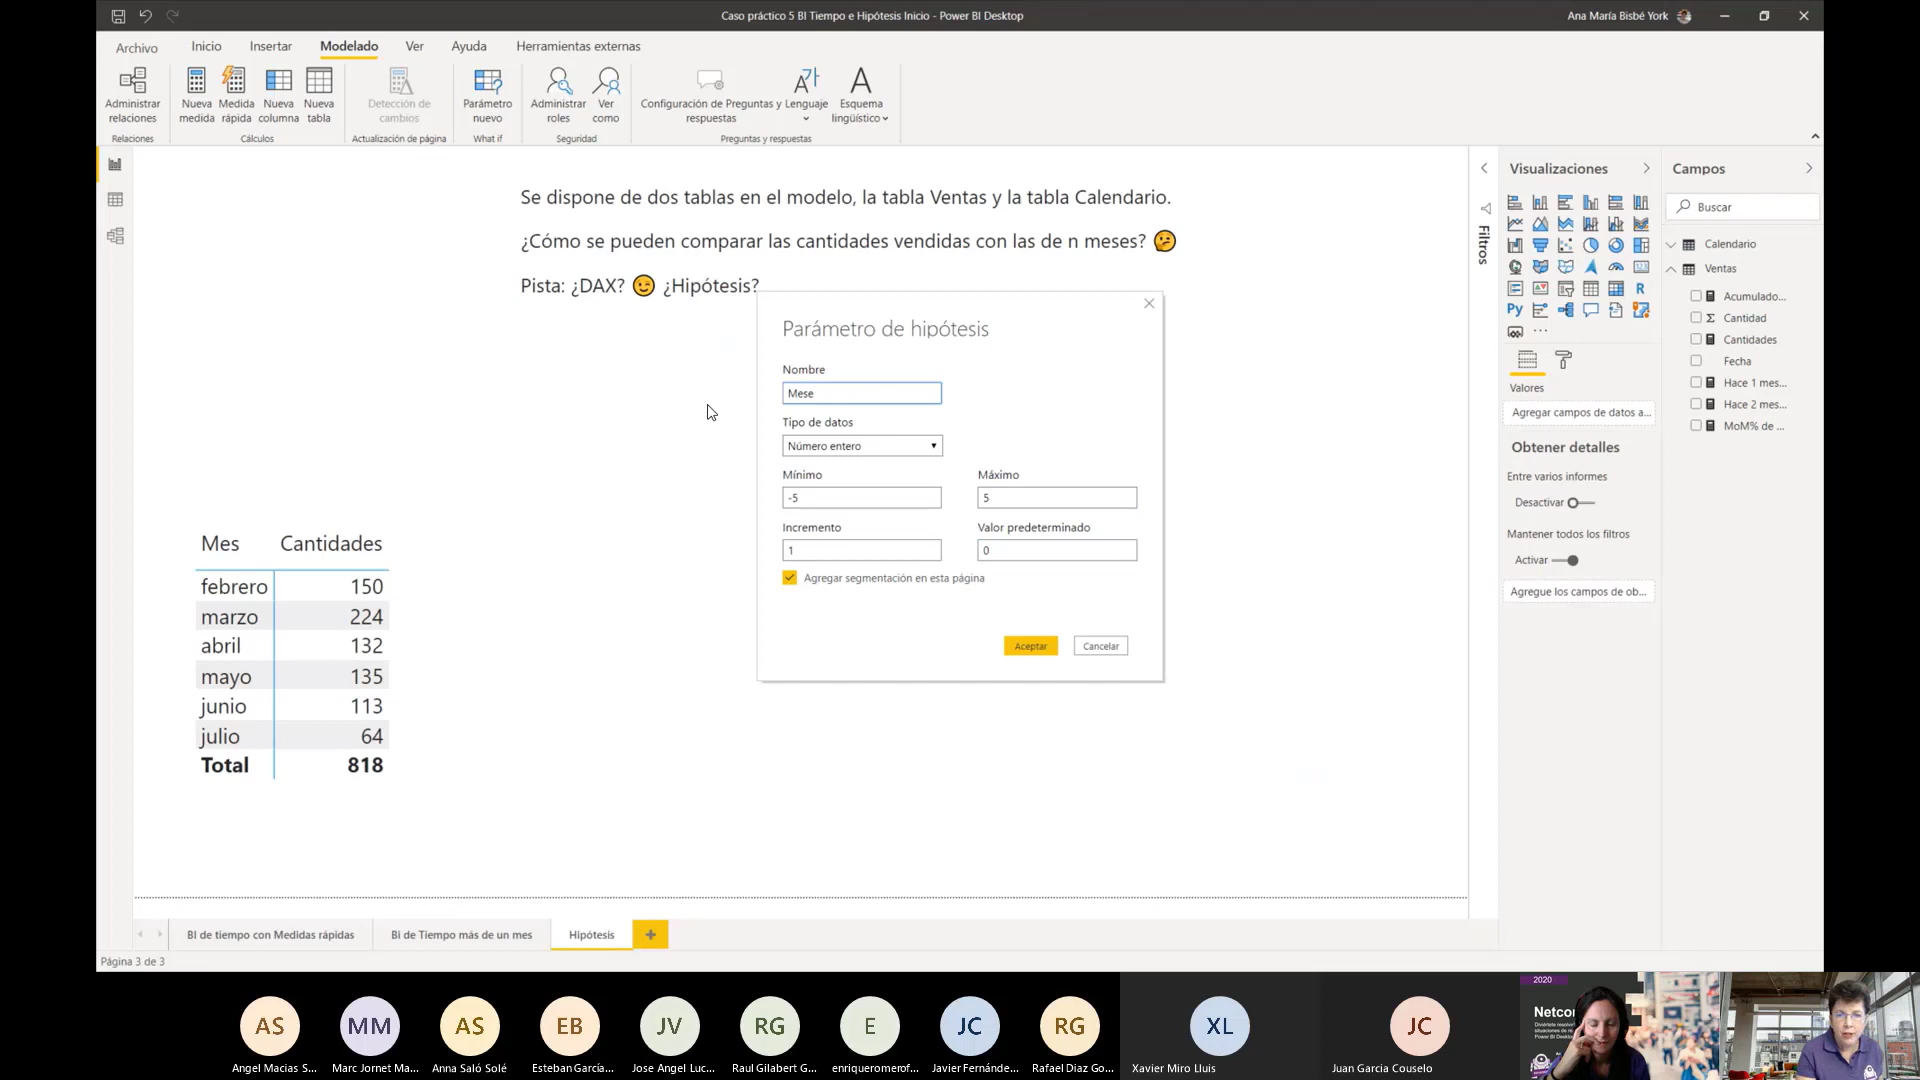 Caso práctico 5 BI Tiempo e Hipótesis Inicio - Power BI Desktop
Ana María Bisbé York
Archivo
Inicio
Insertar
Modelado
Ver
Ayuda
Herramientas externas
Administrar relaciones
Nueva medida
Medida rápida
Nueva columna
Nueva tabla
Detección de cambios
Parámetro nuevo
Administrar roles
Ver como
Configuración de Preguntas y respuestas
Lenguaje
Esquema lingüístico
Relaciones
Cálculos
Actualización de página
What if
Seguridad
Preguntas y respuestas
Se dispone de dos tablas en el modelo, la tabla Ventas y la tabla Calendario.
¿Cómo se pueden comparar las cantidades vendidas con las de n meses?
Pista: ¿DAX? ¿Hipótesis?
Parámetro de hipótesis
Nombre
Mese
Tipo de datos
Número entero
Mínimo
Máximo
-5
5
Incremento
Valor predeterminado
1
0
Agregar segmentación en esta página
Aceptar
Cancelar
Mes Cantidades
febrero 150
marzo 224
abril 132
mayo 135
junio 113
julio 64
Total 818
Filtros
Visualizaciones
R
Py
Valores
Agregar campos de datos a...
Obtener detalles
Entre varios informes
Desactivar
Mantener todos los filtros
Activar
Agregue los campos de ob...
Campos
Buscar
Calendario
Ventas
Acumulado...
Cantidad
Cantidades
Fecha
Hace 1 mes...
Hace 2 mes...
MoM% de ...
BI de tiempo con Medidas rápidas
Bi de Tiempo más de un mes
Hipótesis
Página 3 de 3
AS
MM
AS
EB
JV
RG
E
JC
RG
XL
JC
Angel Macias S...
Marc Jornet Ma...
Anna Saló Solé
Esteban García...
Jose Angel Luc...
Raul Gilabert G...
enriqueromerof...
Javier Fernánde...
Rafael Diaz Go...
Xavier Miro Lluis
Juan Garcia Couselo
2020
Netcor